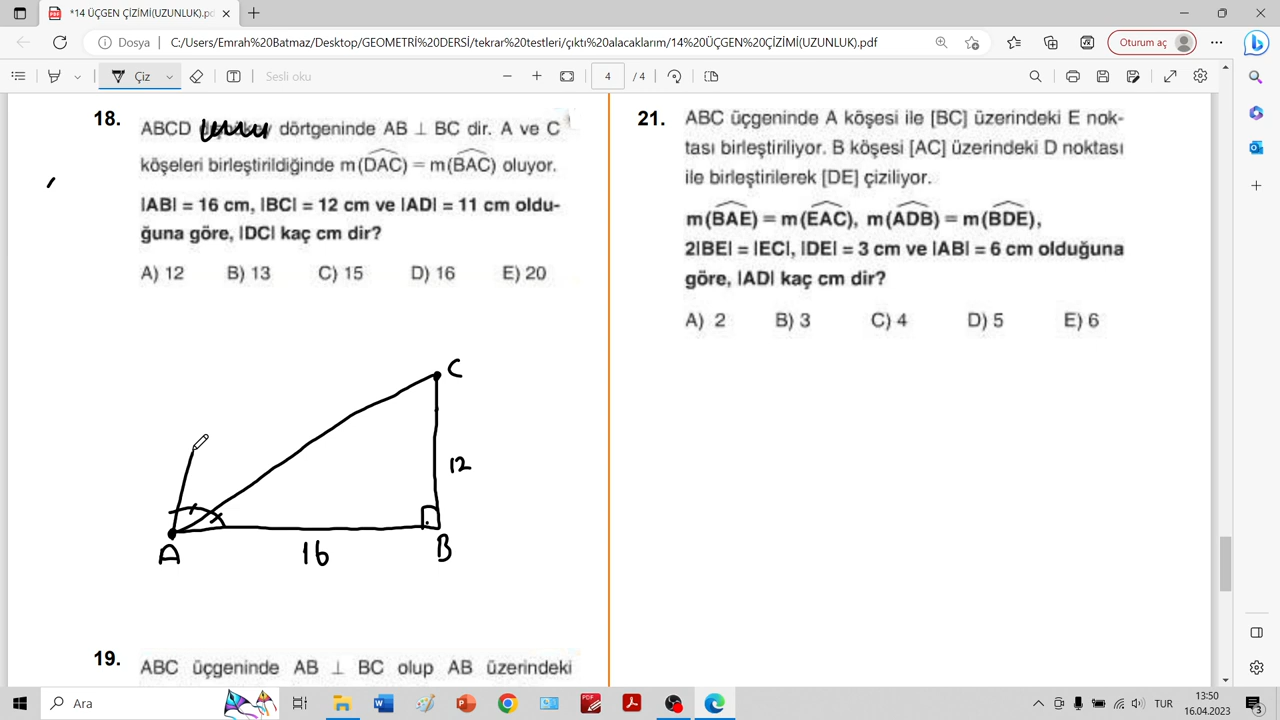 *14 ÜÇGEN ÇİZİMİ(UZUNLUK).pd
Dosya
C:/Users/Emrah%20Batmaz/Desktop/GEOMETRİ%20DERSİ/tekrar%20testleri/çıktı%20alacaklarım/14%20ÜÇGEN%20ÇİZİMİ(UZUNLUK).pdf
Oturum aç
Çiz
Sesli oku
4
/ 4
18.
ABCD dörtgeninde AB ⊥ BC dir. A ve C
köşeleri birleştirildiğinde m(DAC) = m(BAC) oluyor.
|AB| = 16 cm, |BC| = 12 cm ve |AD| = 11 cm oldu-
ğuna göre, |DC| kaç cm dir?
A) 12 B) 13 C) 15 D) 16 E) 20
C
12
A
16
B
19.
ABC üçgeninde AB ⊥ BC olup AB üzerindeki
21.
ABC üçgeninde A köşesi ile [BC] üzerindeki E nok-
tası birleştiriliyor. B köşesi [AC] üzerindeki D noktası
ile birleştirilerek [DE] çiziliyor.
m(BAE) = m(EAC), m(ADB) = m(BDE),
2|BE| = |EC|, |DE| = 3 cm ve |AB| = 6 cm olduğuna
göre, |AD| kaç cm dir?
A) 2 B) 3 C) 4 D) 5 E) 6
Ara
TUR
13:50
16.04.2023
3